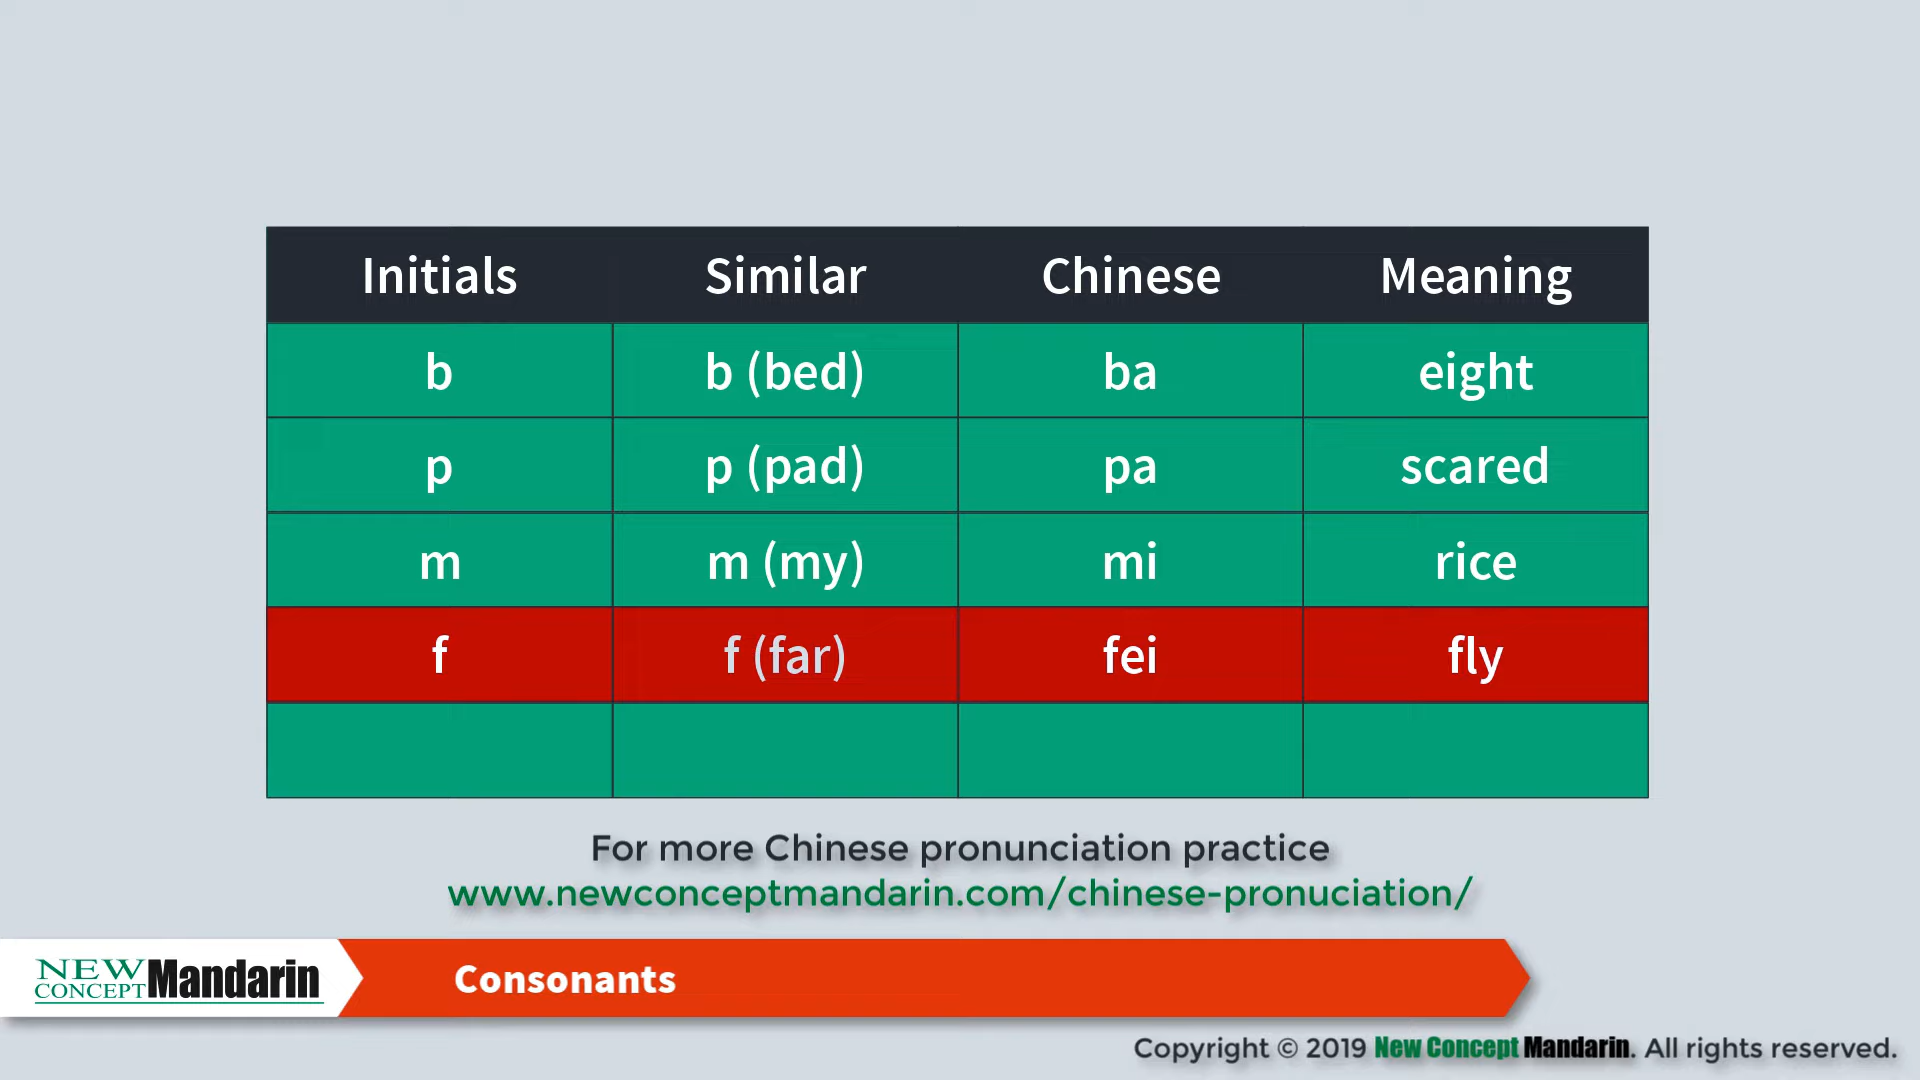 Initials Similar Chinese Meaning
b b (bed) ba eight
p p (pad) pa scared
m m (my) mi rice
f f (far) fei fly
For more Chinese pronunciation practice
www.newconceptmandarin.com/chinese-pronuciation/
NEW CONCEPT Mandarin
Consonants
Copyright © 2019 New Concept Mandarin. All rights reserved.